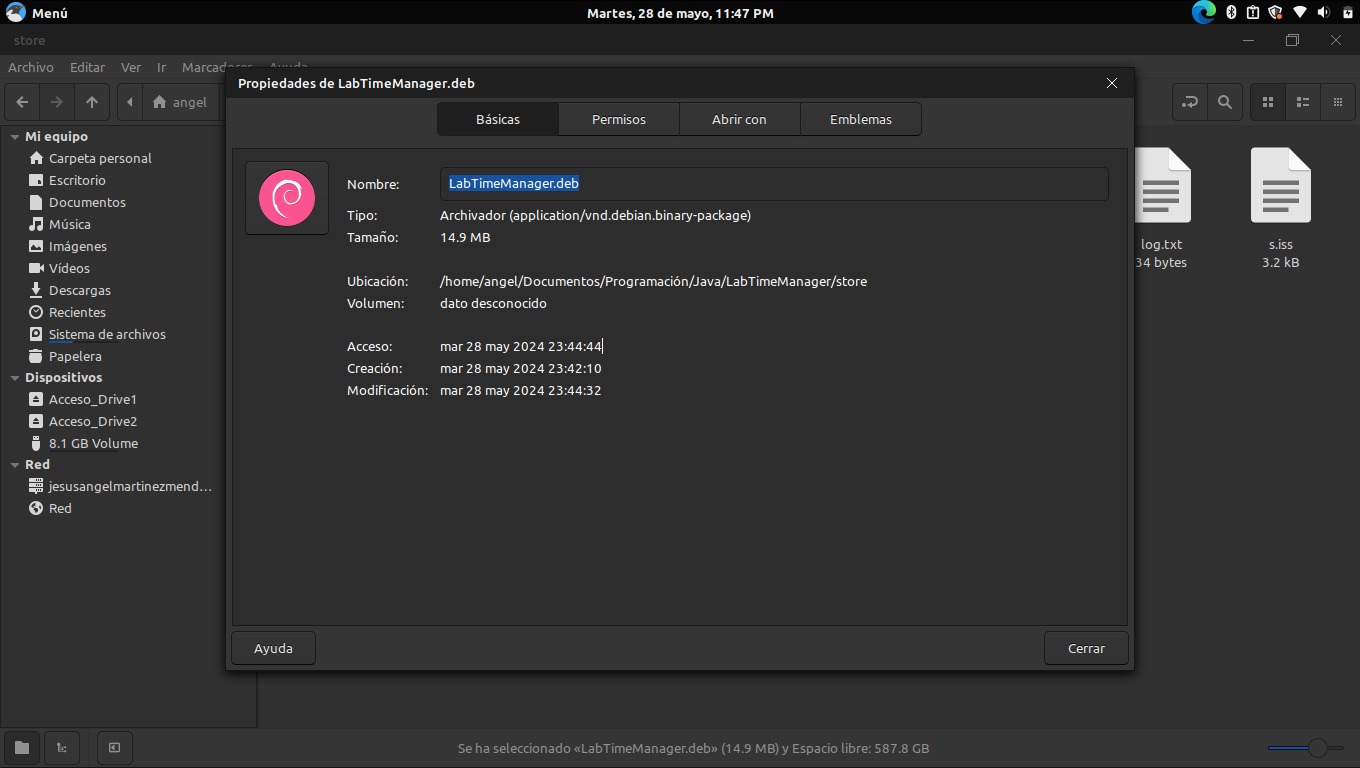 Menú
Martes, 28 de mayo, 11:47 PM
store
Archivo Editar Ver Ir Marcadores Ayuda
angel
Mi equipo
Carpeta personal
Escritorio
Documentos
Música
Imágenes
Vídeos
Descargas
Recientes
Sistema de archivos
Papelera
Dispositivos
Acceso_Drive1
Acceso_Drive2
8.1 GB Volume
Red
jesusangelmartinezmend...
Red
Propiedades de LabTimeManager.deb
Básicas Permisos Abrir con Emblemas
Nombre: LabTimeManager.deb
Tipo: Archivador (application/vnd.debian.binary-package)
Tamaño: 14.9 MB
Ubicación: /home/angel/Documentos/Programación/Java/LabTimeManager/store
Volumen: dato desconocido
Acceso: mar 28 may 2024 23:44:44
Creación: mar 28 may 2024 23:42:10
Modificación: mar 28 may 2024 23:44:32
Ayuda Cerrar
log.txt
34 bytes
s.iss
3.2 kB
Se ha seleccionado «LabTimeManager.deb» (14.9 MB) y Espacio libre: 587.8 GB